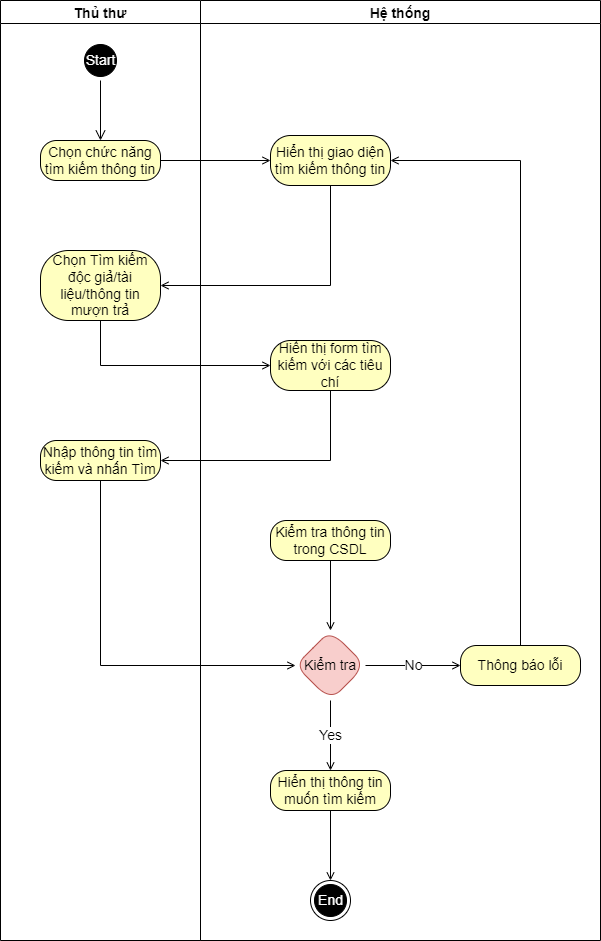 Thủ thư
Hệ thống
Start
Chọn chức năng
tìm kiếm thông tin
Hiển thị giao diện
tìm kiếm thông tin
Chọn Tìm kiếm
độc giả/tài
liệu/thông tin
mượn trả
Hiển thị form tìm
kiếm với các tiêu
chí
Nhập thông tin tìm
kiếm và nhấn Tìm
Kiểm tra thông tin
trong CSDL
Kiểm tra
No
Thông báo lỗi
Yes
Hiển thị thông tin
muốn tìm kiếm
End